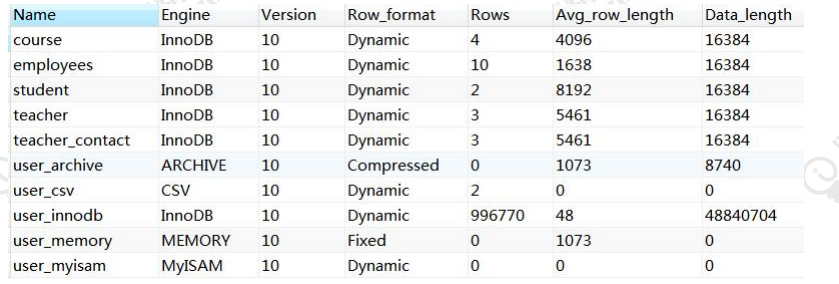 Name Engine Version Row_format Rows Avg_row_length Data_length
course InnoDB 10 Dynamic 4 4096 16384
employees InnoDB 10 Dynamic 10 1638 16384
student InnoDB 10 Dynamic 2 8192 16384
teacher InnoDB 10 Dynamic 3 5461 16384
teacher_contact InnoDB 10 Dynamic 3 5461 16384
user_archive ARCHIVE 10 Compressed 0 1073 8740
user_csv CSV 10 Dynamic 2 0 0
user_innodb InnoDB 10 Dynamic 996770 48 48840704
user_memory MEMORY 10 Fixed 0 1073 0
user_myisam MyISAM 10 Dynamic 0 0 0